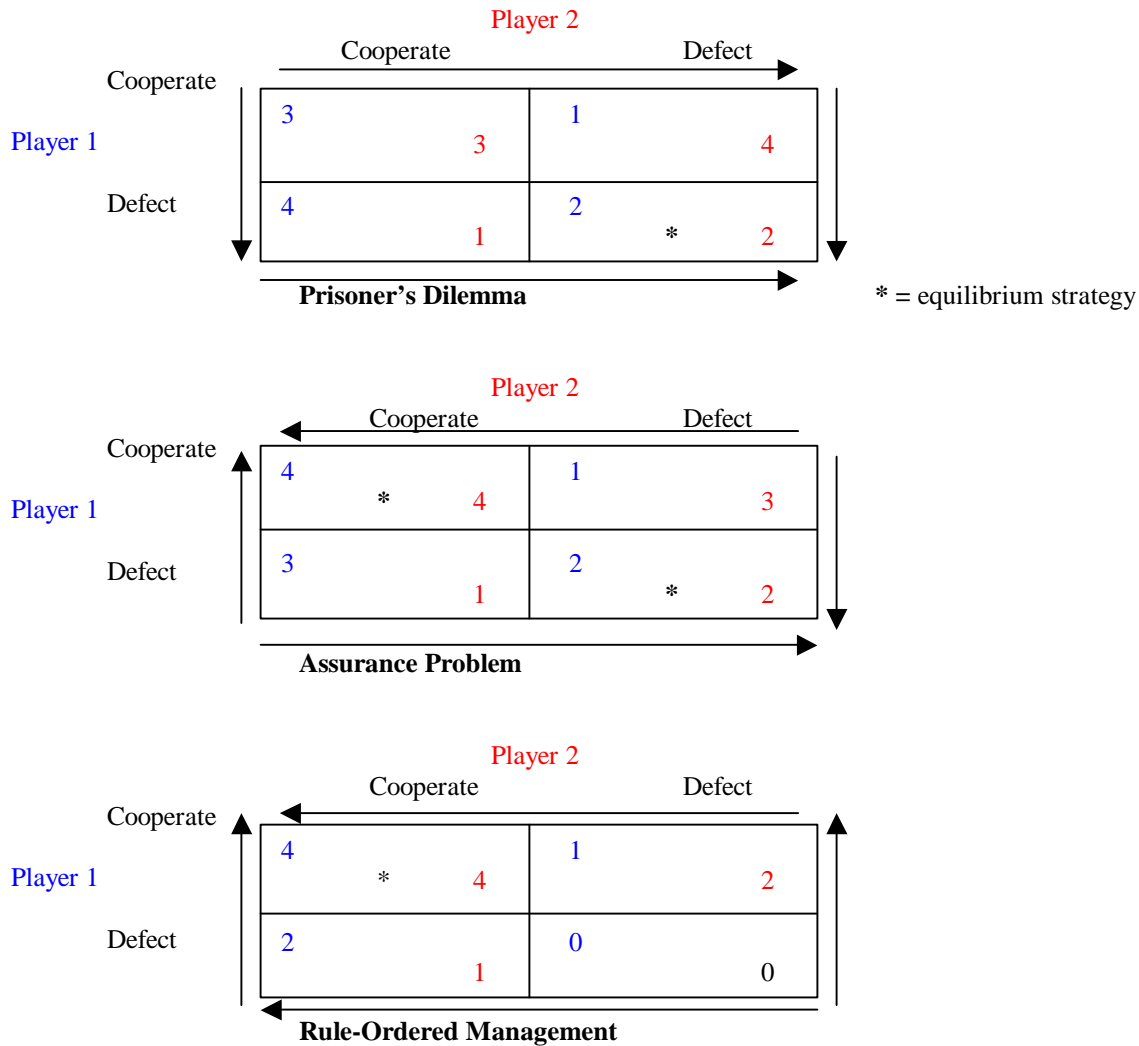 Player 2
Cooperate Defect
Cooperate
3 1
Player 1
3 4
Defect
4 2
1 * 2
Prisoner's Dilemma
* = equilibrium strategy
Player 2
Cooperate Defect
Cooperate
4 1
Player 1
* 4 3
Defect
3 2
1 * 2
Assurance Problem
Player 2
Cooperate Defect
Cooperate
4 1
Player 1
* 4 2
Defect
2 0
1 0
Rule-Ordered Management